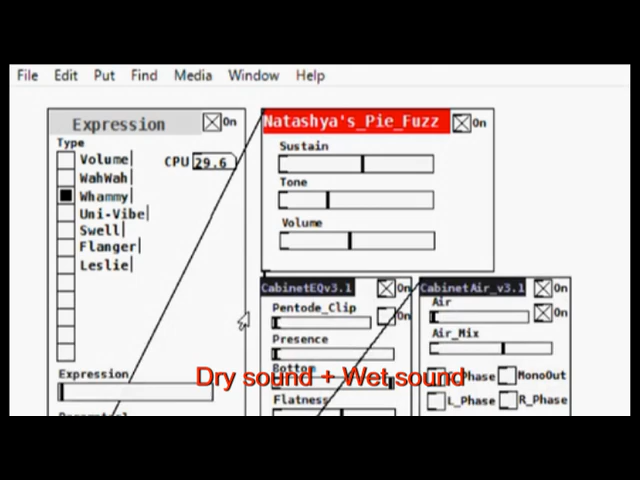 File Edit Put Find Media Window Help
Expression On
Type
Volume
CPU 29.6
WahWah
Whammy
Uni-Vibe
Swell
Flanger
Leslie
Expression
Natashya's_Pie_Fuzz On
Sustain
Tone
Volume
CabinetEQv3.1 On
Pentode_Clip On
Presence
Bottom
Flatness
CabinetAir_v3.1 On
Air On
Air_Mix
Phase MonoOut
L_Phase R_Phase
Dry sound + Wet sound